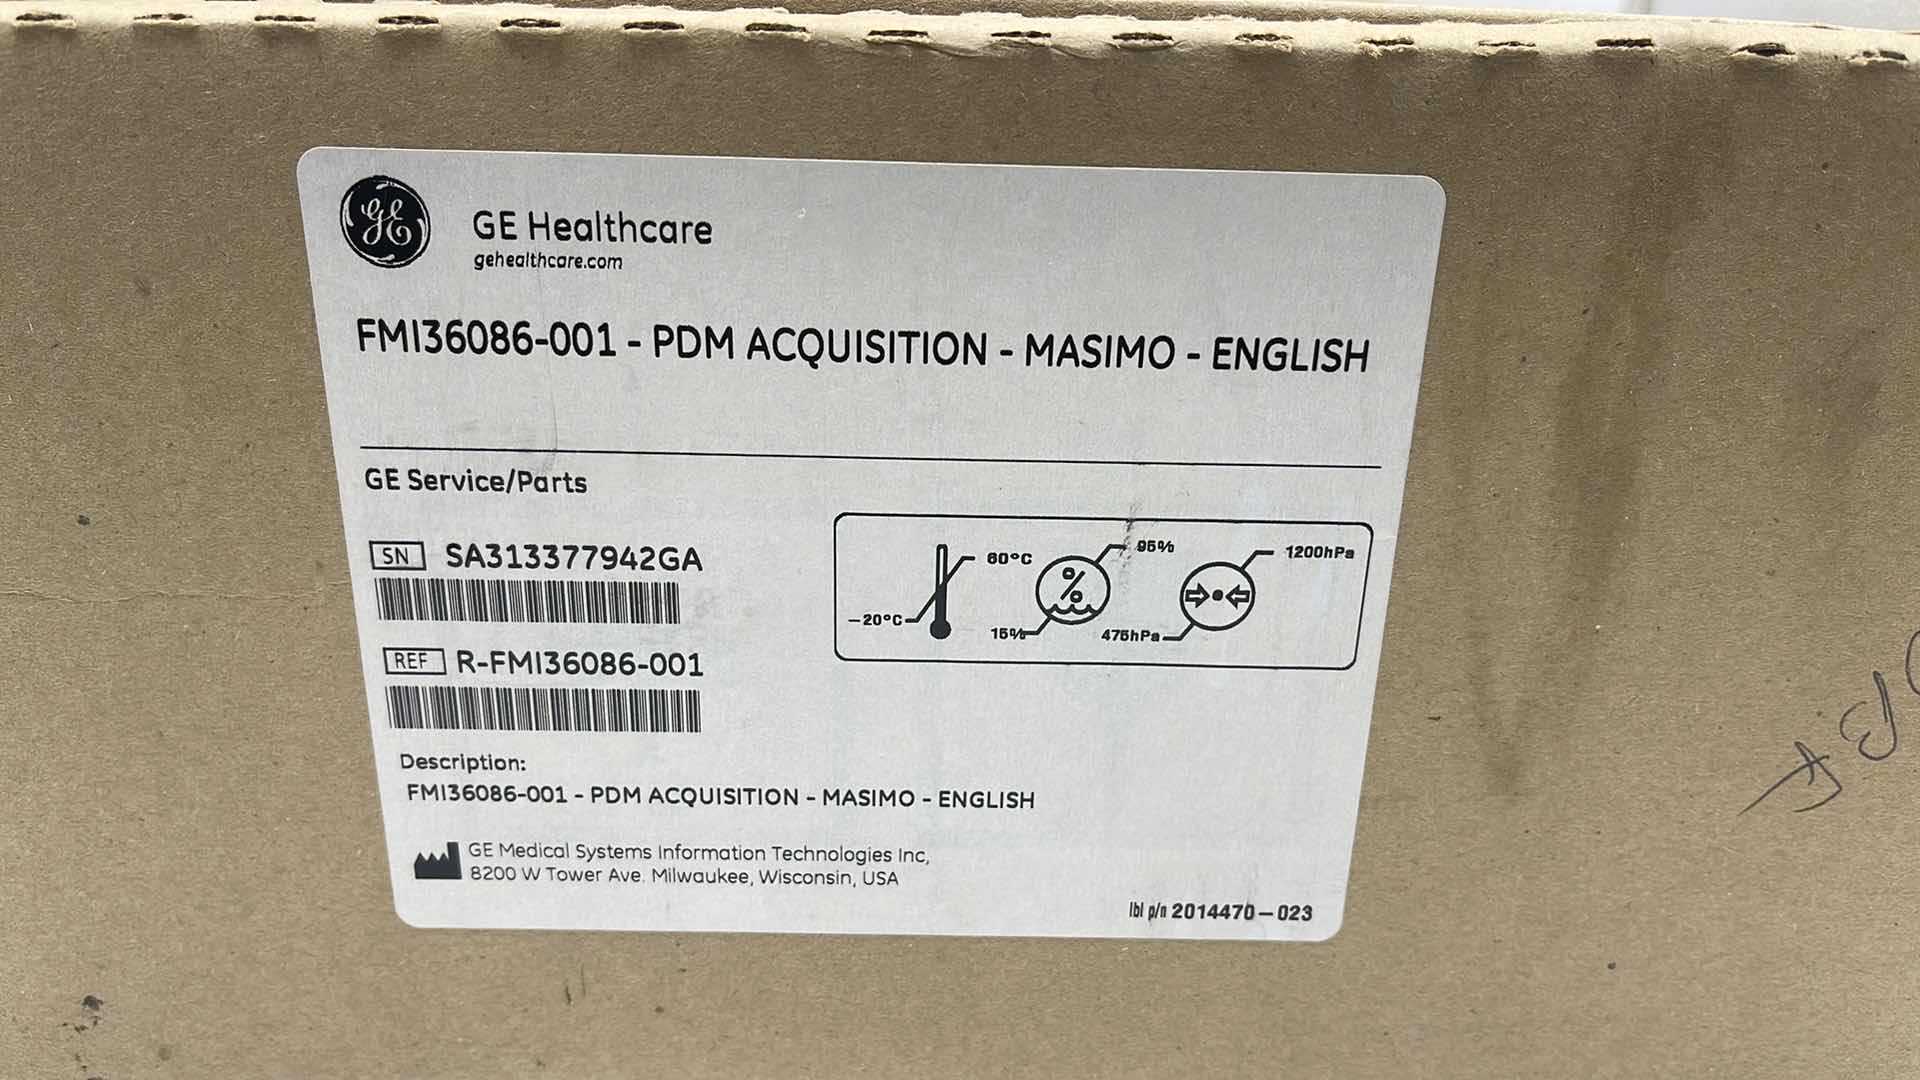 GE
GE Healthcare
gehealthcare.com
FMI36086-001 - PDM ACQUISITION - MASIMO - ENGLISH
GE Service/Parts
SN SA313377942GA
REF R-FMI36086-001
60°C
-20°C
%
95%
15%
1200hPa
475hPa
Description:
FMI36086-001 - PDM ACQUISITION - MASIMO - ENGLISH
GE Medical Systems Information Technologies Inc,
8200 W Tower Ave. Milwaukee, Wisconsin, USA
lbl p/n 2014470-023